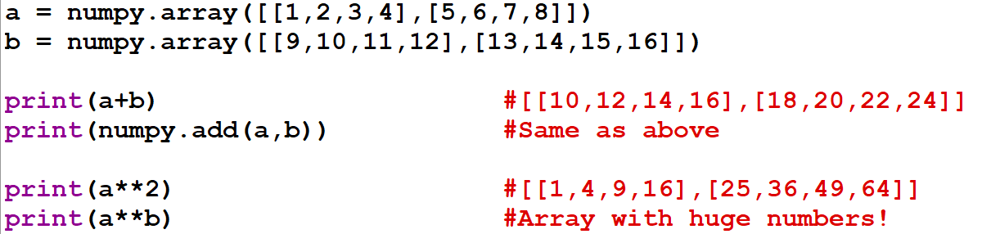 a = numpy.array([[1,2,3,4],[5,6,7,8]])
b = numpy.array([[9,10,11,12],[13,14,15,16]])
print(a+b) #[[10,12,14,16],[18,20,22,24]]
print(numpy.add(a,b)) #Same as above
print(a**2) #[[1,4,9,16],[25,36,49,64]]
print(a**b) #Array with huge numbers!